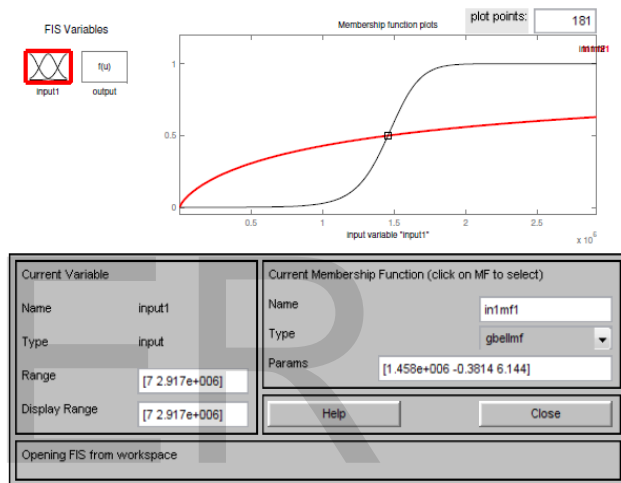 FIS Variables
Membership function plots
plot points:
181
f(u)
input1
output
1
0.5
0
0.5
1
1.5
2
2.5
x 10^6
input variable "input1"
Current Variable
Name
input1
Type
input
Range
[7 2.917e+006]
Display Range
[7 2.917e+006]
Current Membership Function (click on MF to select)
Name
in1mf1
Type
gbellmf
Params
[1.458e+006 -0.3814 6.144]
Help
Close
Opening FIS from workspace
ER